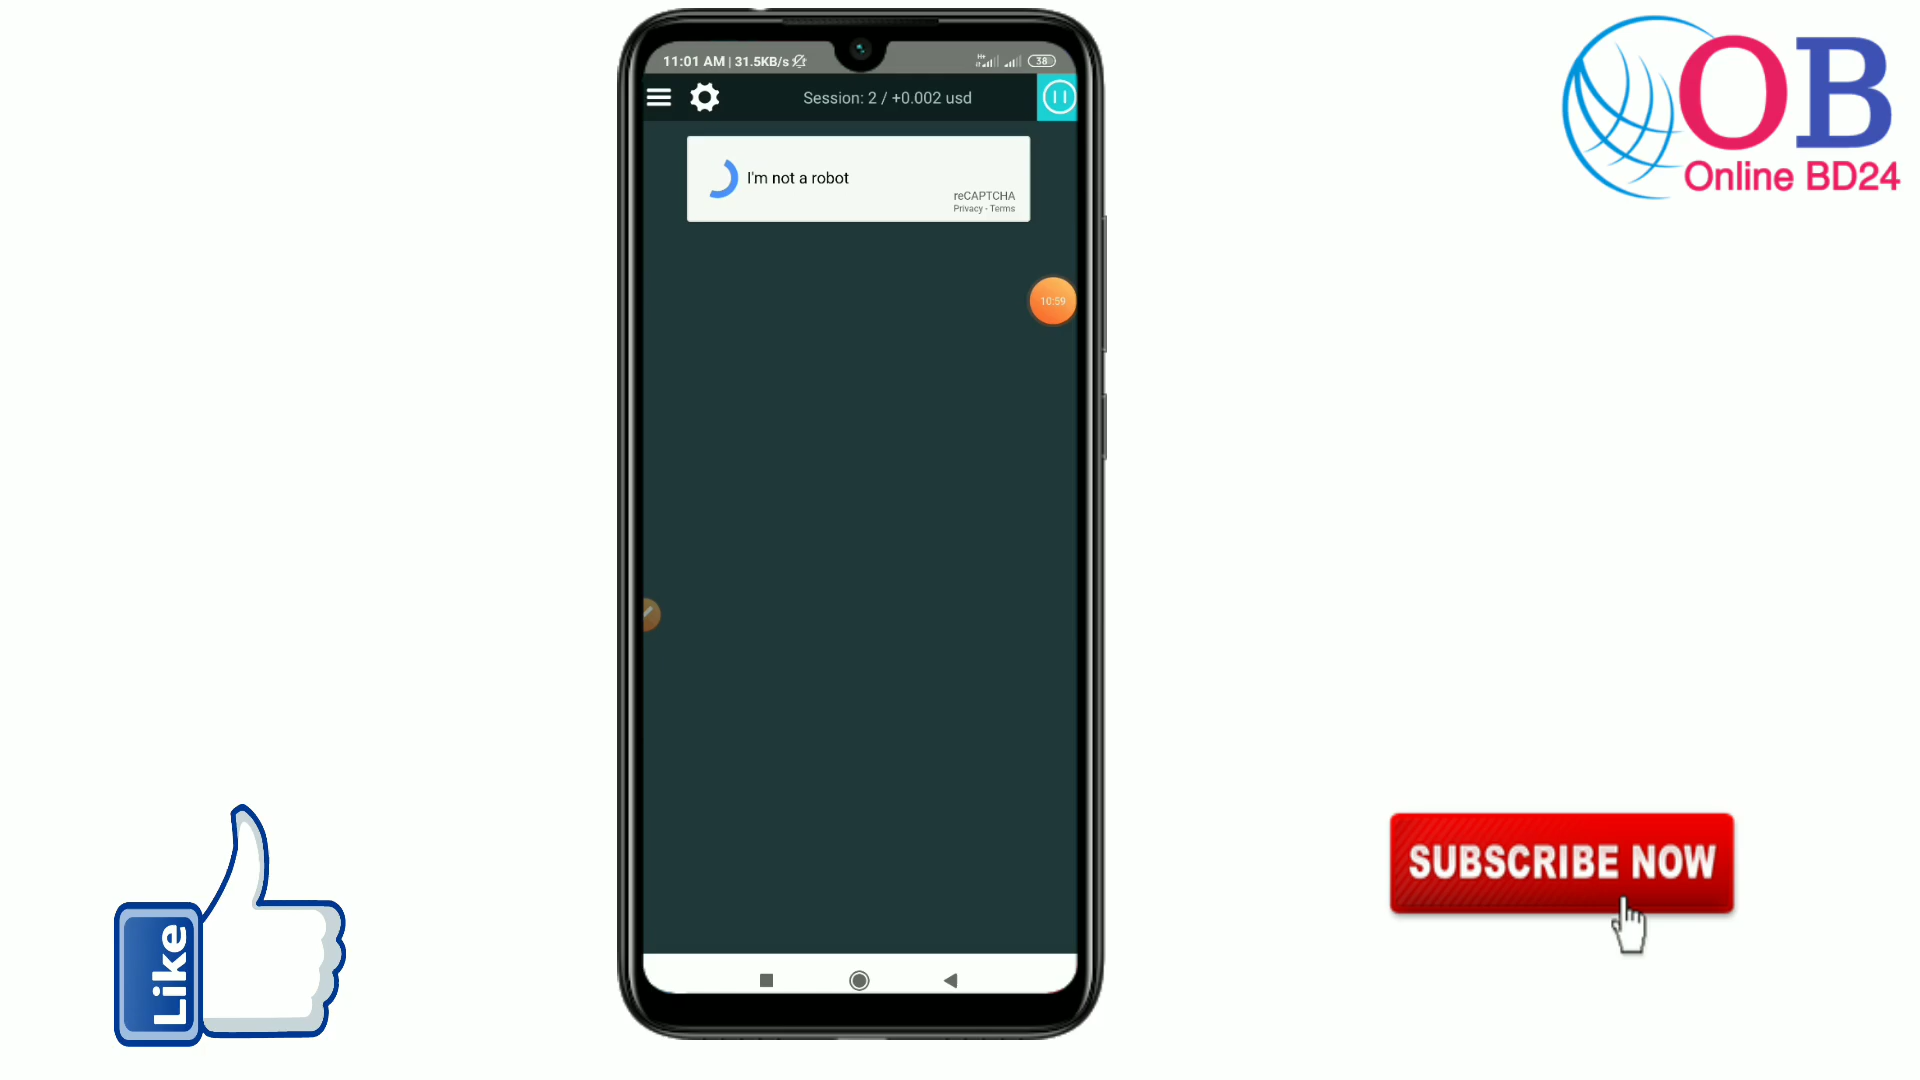 11:01 AM | 31.5KB/s
38
Session: 2 / +0.002 usd
I'm not a robot
reCAPTCHA
Privacy - Terms
10:59
OB
Online BD24
Like
SUBSCRIBE NOW